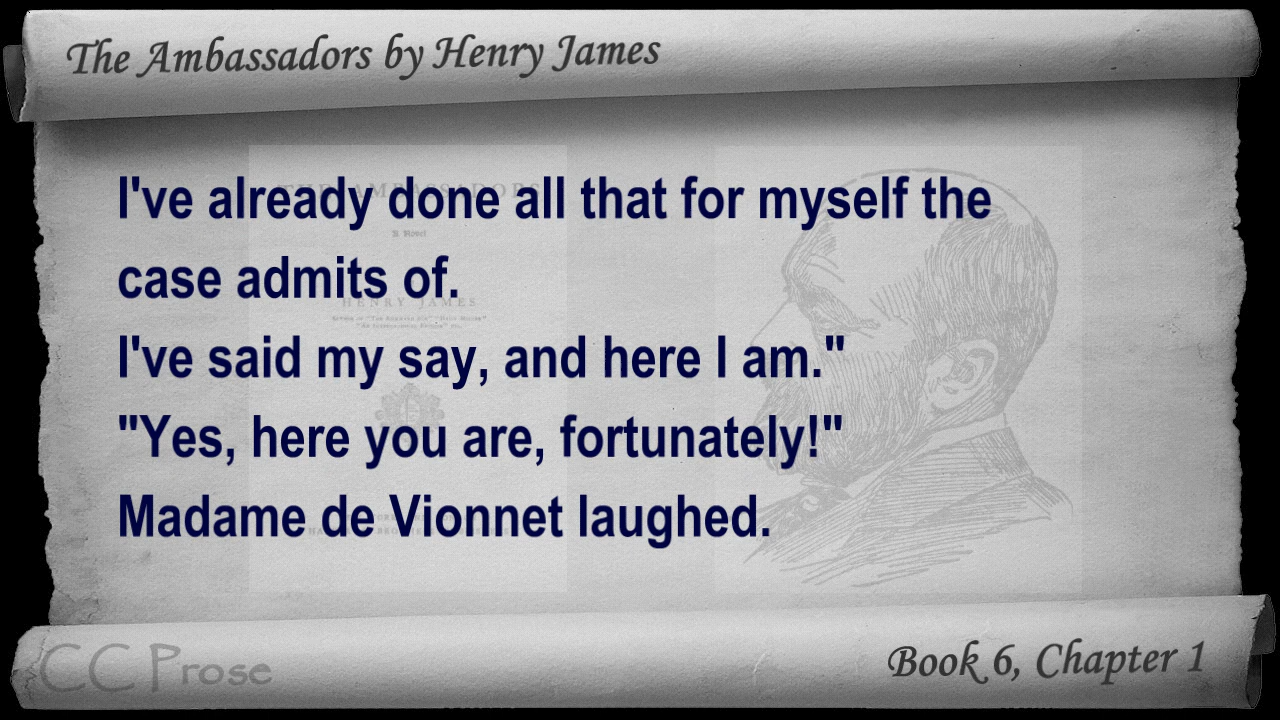 The Ambassadors by Henry James
I've already done all that for myself the
case admits of.
I've said my say, and here I am."
"Yes, here you are, fortunately!"
Madame de Vionnet laughed.
HENRY JAMES
CC Prose
Book 6, Chapter 1